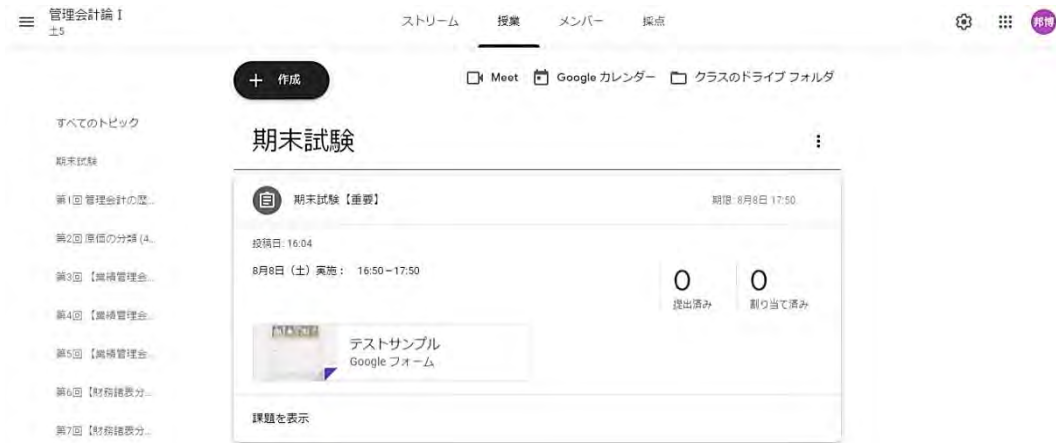 管理会計論 I
土5
ストリーム
授業
メンバー
採点
邦博
+ 作成
Meet
Google カレンダー
クラスのドライブ フォルダ
すべてのトピック
期末試験
第1回 管理会計の歴...
第2回 原価の分類 (4...
第3回 【業績管理会...
第4回 【業績管理会...
第5回 【業績管理会...
第6回 【財務諸表分...
第7回 【財務諸表分...
期末試験
期末試験【重要】
期限: 8月8日 17:50
投稿日: 16:04
8月8日（土）実施： 16:50－17:50
0
提出済み
0
割り当て済み
テストサンプル
Google フォーム
課題を表示